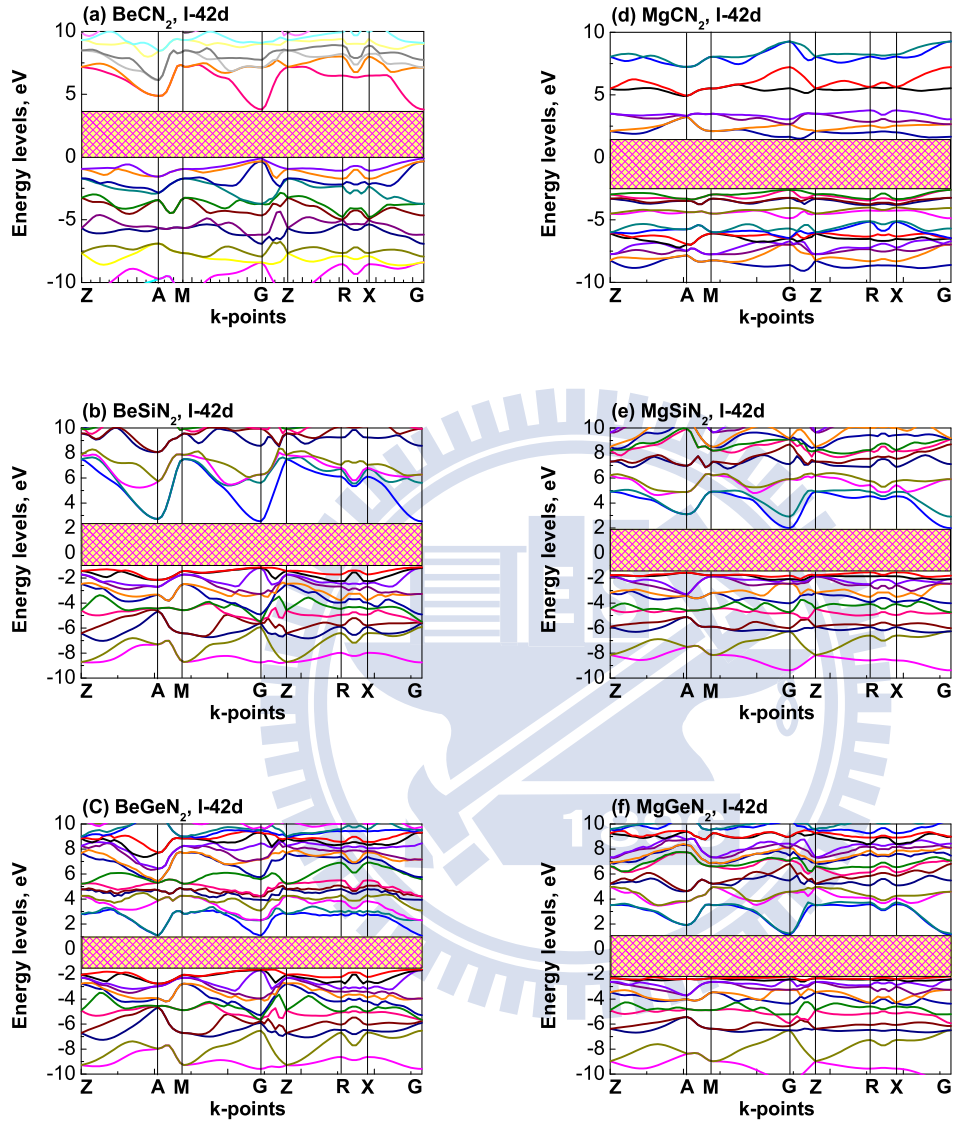 (a) BeCN2, I-42d
10
5
0
-5
-10
Energy levels, eV
Z A M G Z R X G
k-points
(d) MgCN2, I-42d
10
5
0
-5
-10
Energy levels, eV
Z A M G Z R X G
k-points
(b) BeSiN2, I-42d
10
8
6
4
2
0
-2
-4
-6
-8
-10
Energy levels, eV
Z A M G Z R X G
k-points
(e) MgSiN2, I-42d
10
8
6
4
2
0
-2
-4
-6
-8
-10
Energy levels, eV
Z A M G Z R X G
k-points
(C) BeGeN2, I-42d
10
8
6
4
2
0
-2
-4
-6
-8
-10
Energy levels, eV
Z A M G Z R X G
k-points
(f) MgGeN2, I-42d
10
8
6
4
2
0
-2
-4
-6
-8
-10
Energy levels, eV
Z A M G Z R X G
k-points